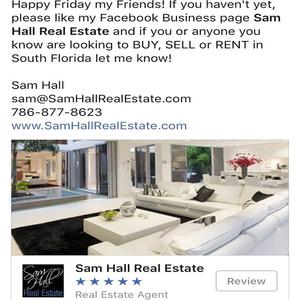 Happy Friday my Friends! If you haven't yet,
please like my Facebook Business page Sam
Hall Real Estate and if you or anyone you
know are looking to BUY, SELL or RENT in
South Florida let me know!
Sam Hall
sam@SamHallRealEstate.com
786-877-8623
www.SamHallRealEstate.com
Sam
Hall
Real Estate
Sam Hall Real Estate
Review
Real Estate Agent